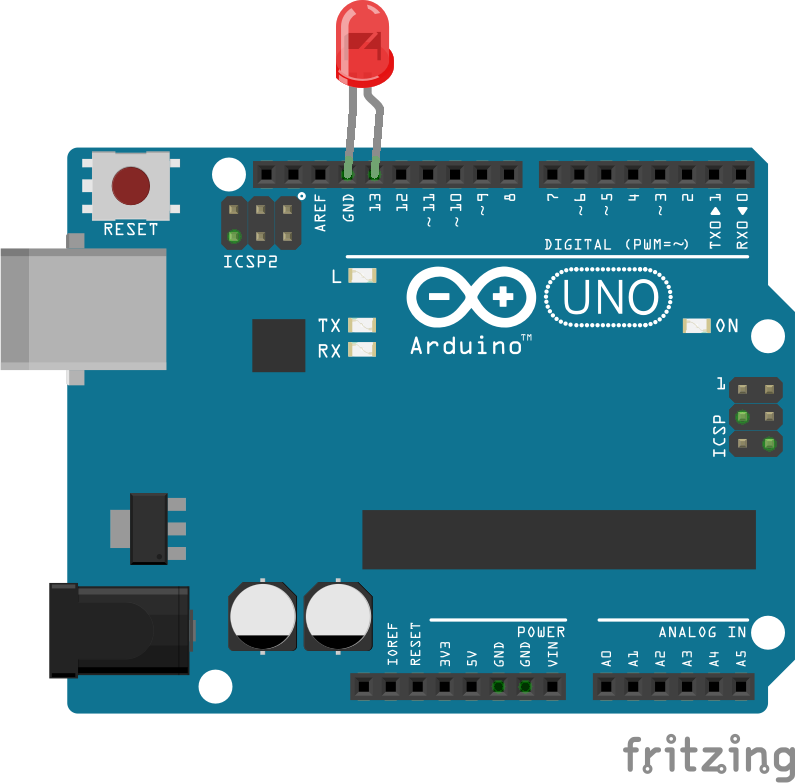 RESET
ICSP2
AREF
GND
13
12
~11
~10
~9
8
7
~6
~5
4
~3
2
TX0▶1
RX0◀0
DIGITAL (PWM=~)
L
TX
RX
UNO
Arduino™
ON
1
ICSP
IOREF
RESET
3V3
5V
GND
GND
VIN
POWER
ANALOG IN
A0
A1
A2
A3
A4
A5
fritzing